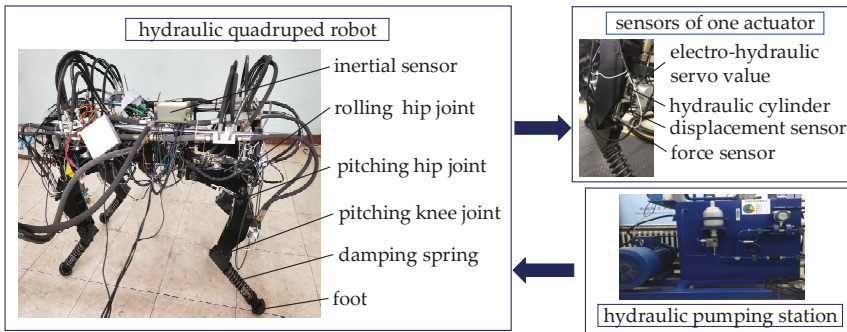 hydraulic quadruped robot
inertial sensor
rolling hip joint
pitching hip joint
pitching knee joint
damping spring
foot
sensors of one actuator
electro-hydraulic
servo value
hydraulic cylinder
displacement sensor
force sensor
hydraulic pumping station